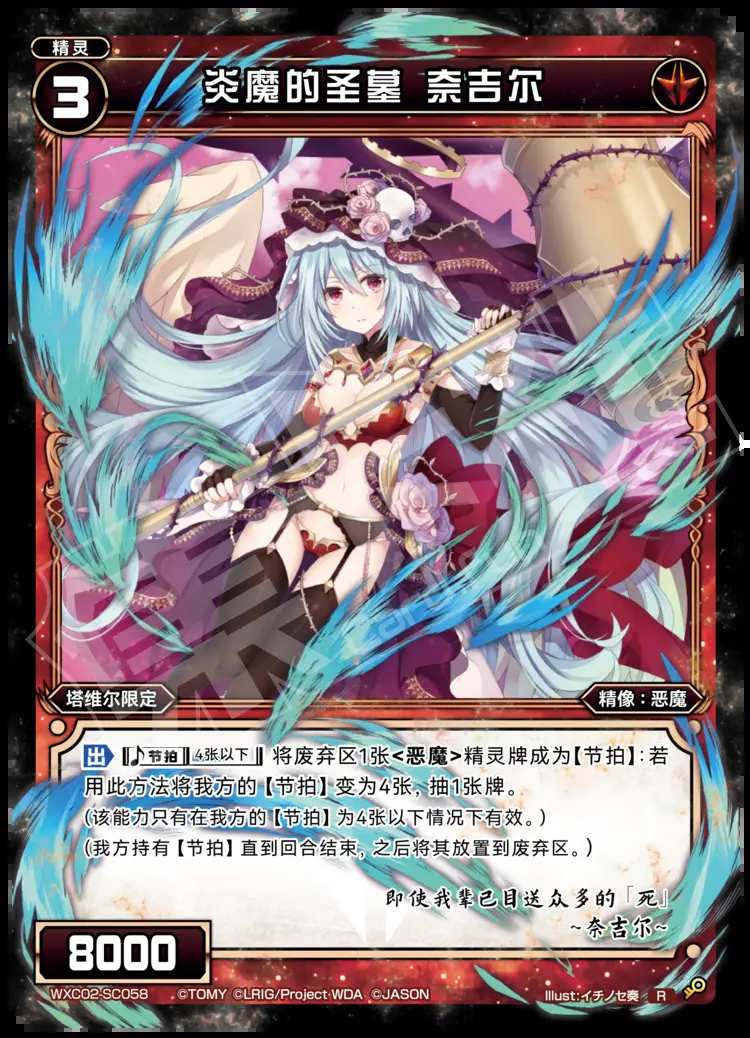 精灵
3
炎魔的圣墓 奈吉尔
塔维尔限定
精像：恶魔
出 【♪节拍】4张以下】 将废弃区1张<恶魔>精灵牌成为【节拍】：若
用此方法将我方的【节拍】变为4张，抽1张牌。
(该能力只有在我方的【节拍】为4张以下情况下有效。)
(我方持有【节拍】直到回合结束，之后将其放置到废弃区。)
即使我辈已目送众多的「死」
~奈吉尔~
8000
WXC02-SC058 ©TOMY ©LRIG/Project WDA ©JASON
Illust:イチノセ奏 R